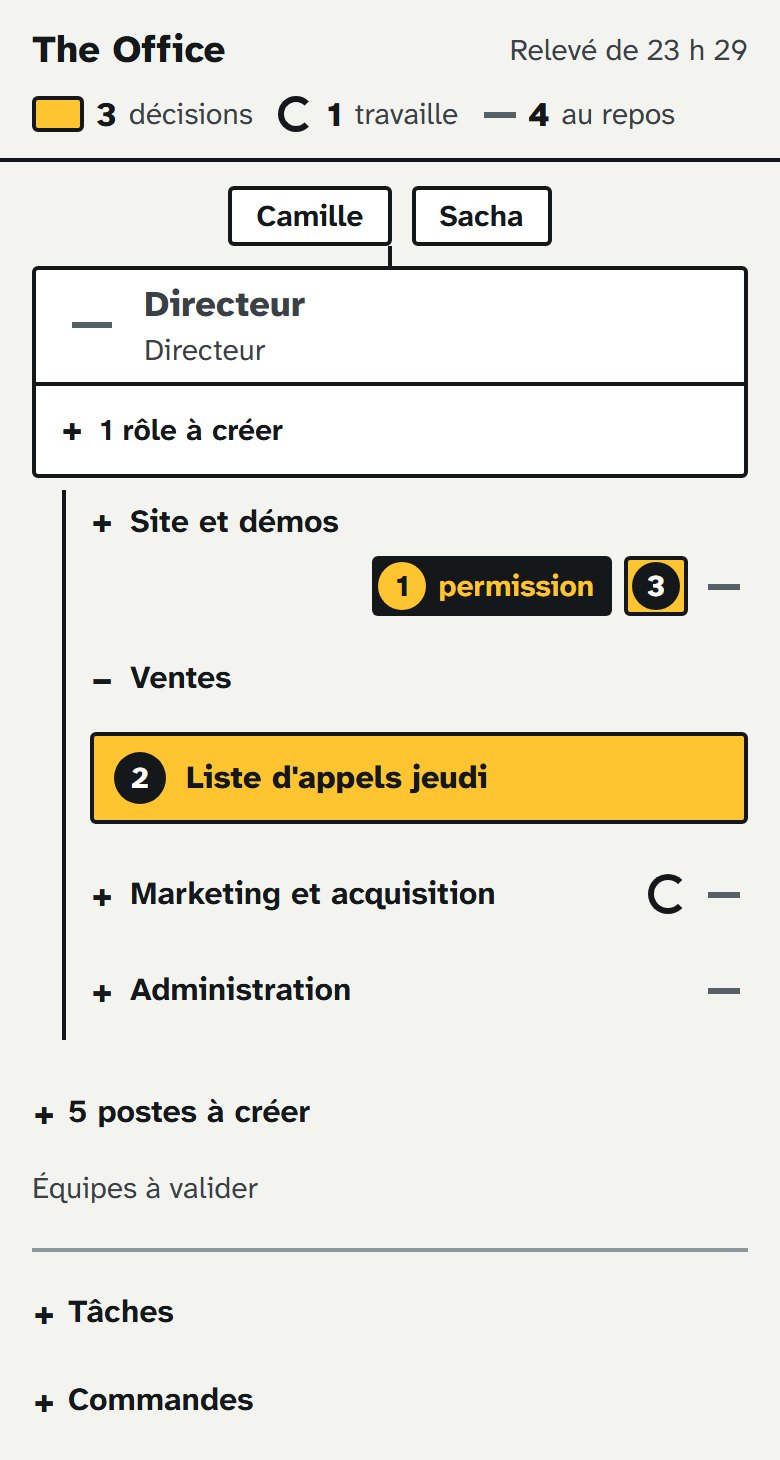 The Office
Relevé de 23 h 29
3 décisions 1 travaille 4 au repos
Camille Sacha
Directeur
Directeur
+ 1 rôle à créer
+ Site et démos
1 permission 3
– Ventes
2 Liste d'appels jeudi
+ Marketing et acquisition
+ Administration
+ 5 postes à créer
Équipes à valider
+ Tâches
+ Commandes